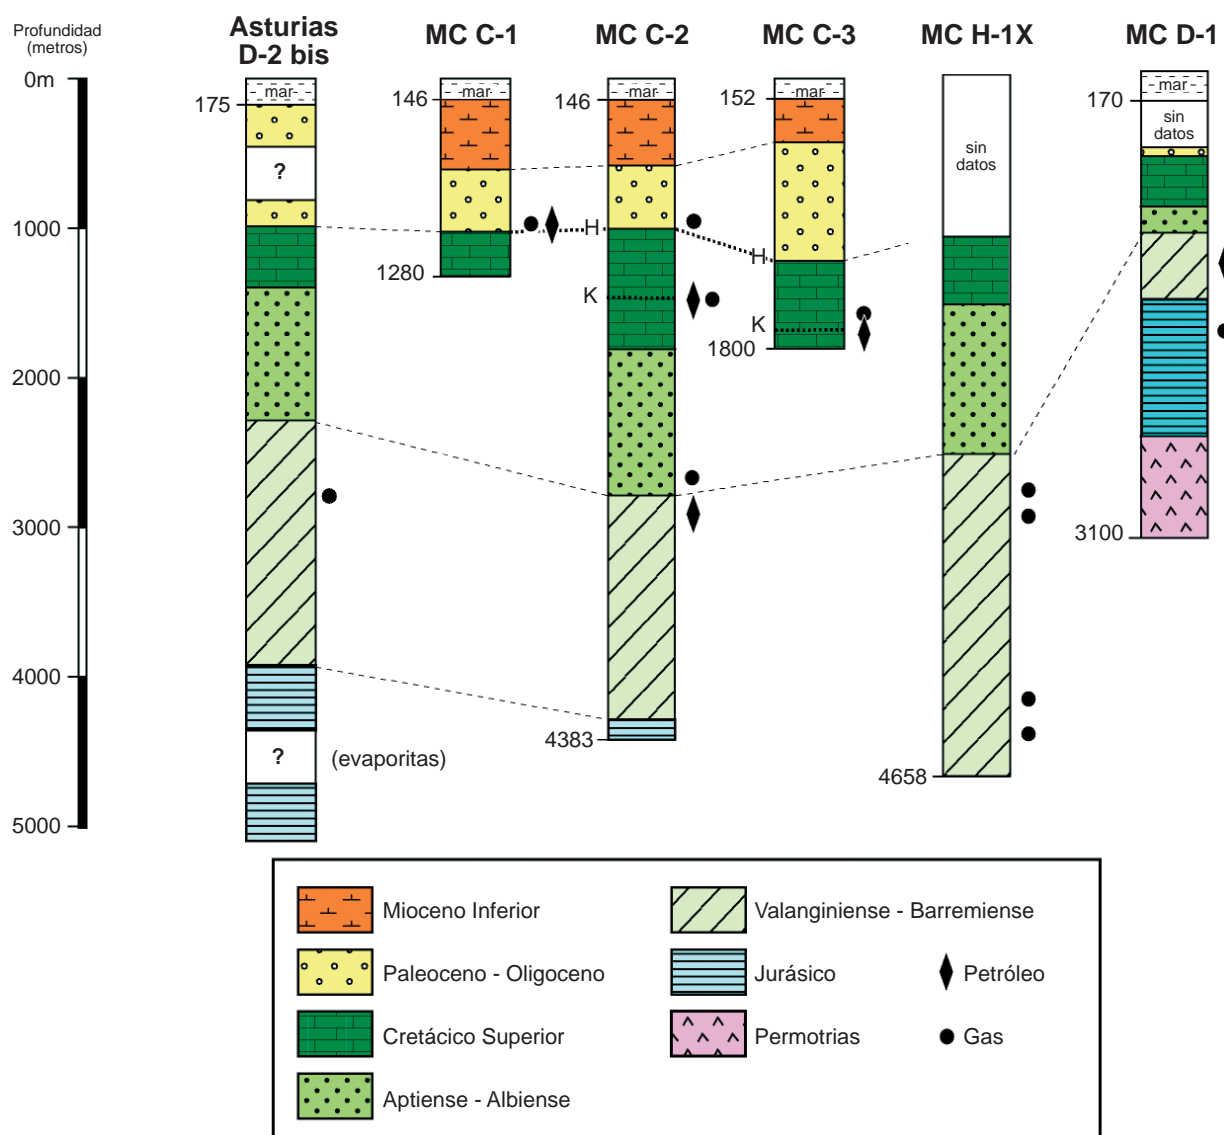 Profundidad
(metros)
Asturias
D-2 bis
MC C-1
MC C-2
MC C-3
MC H-1X
MC D-1
0m
1000
2000
3000
4000
5000
175
mar
?
?
(evaporitas)
146
mar
1280
146
mar
H
K
4383
152
mar
H
K
1800
sin
datos
4658
170
mar
sin
datos
3100
Mioceno Inferior
Paleoceno - Oligoceno
Cretácico Superior
Aptiense - Albiense
Valanginiense - Barremiense
Jurásico
Permotrias
Petróleo
Gas